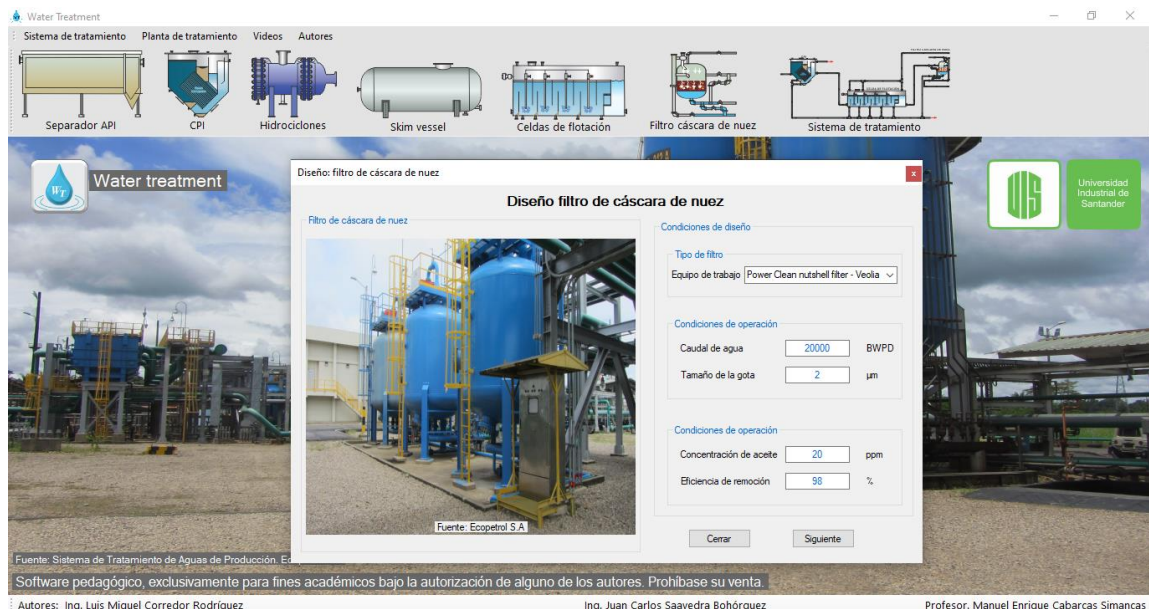 Water Treatment
Sistema de tratamiento Planta de tratamiento Videos Autores
Separador API CPI Hidrociclones Skim vessel Celdas de flotación Filtro cáscara de nuez Sistema de tratamiento
WT
Water treatment
UIS
Universidad
Industrial de
Santander
Diseño: filtro de cáscara de nuez
x
Diseño filtro de cáscara de nuez
Filtro de cáscara de nuez
Fuente: Ecopetrol S.A
Condiciones de diseño
Tipo de filtro
Equipo de trabajo Power Clean nutshell filter - Veolia
Condiciones de operación
Caudal de agua 20000 BWPD
Tamaño de la gota 2 µm
Condiciones de operación
Concentración de aceite 20 ppm
Eficiencia de remoción 98 %
Cerrar Siguiente
Fuente: Sistema de Tratamiento de Aguas de Producción.
Software pedagógico, exclusivamente para fines académicos bajo la autorización de alguno de los autores. Prohíbase su venta.
Autores: Ing. Luis Miguel Corredor Rodríguez Ing. Juan Carlos Saavedra Bohórquez Profesor. Manuel Enrique Cabarcas Simancas